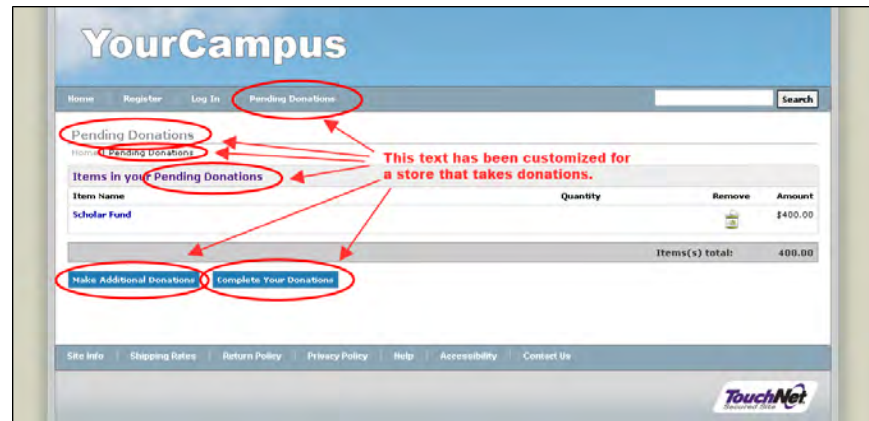 YourCampus
Home Register Log In Pending Donations Search
Pending Donations
Home | Pending Donations
This text has been customized for
a store that takes donations.
Items in your Pending Donations
Item Name Quantity Remove Amount
Scholar Fund $400.00
Items(s) total: 400.00
Make Additional Donations Complete Your Donations
Site Info Shipping Rates Return Policy Privacy Policy Help Accessibility Contact Us
TouchNet
Secured Site